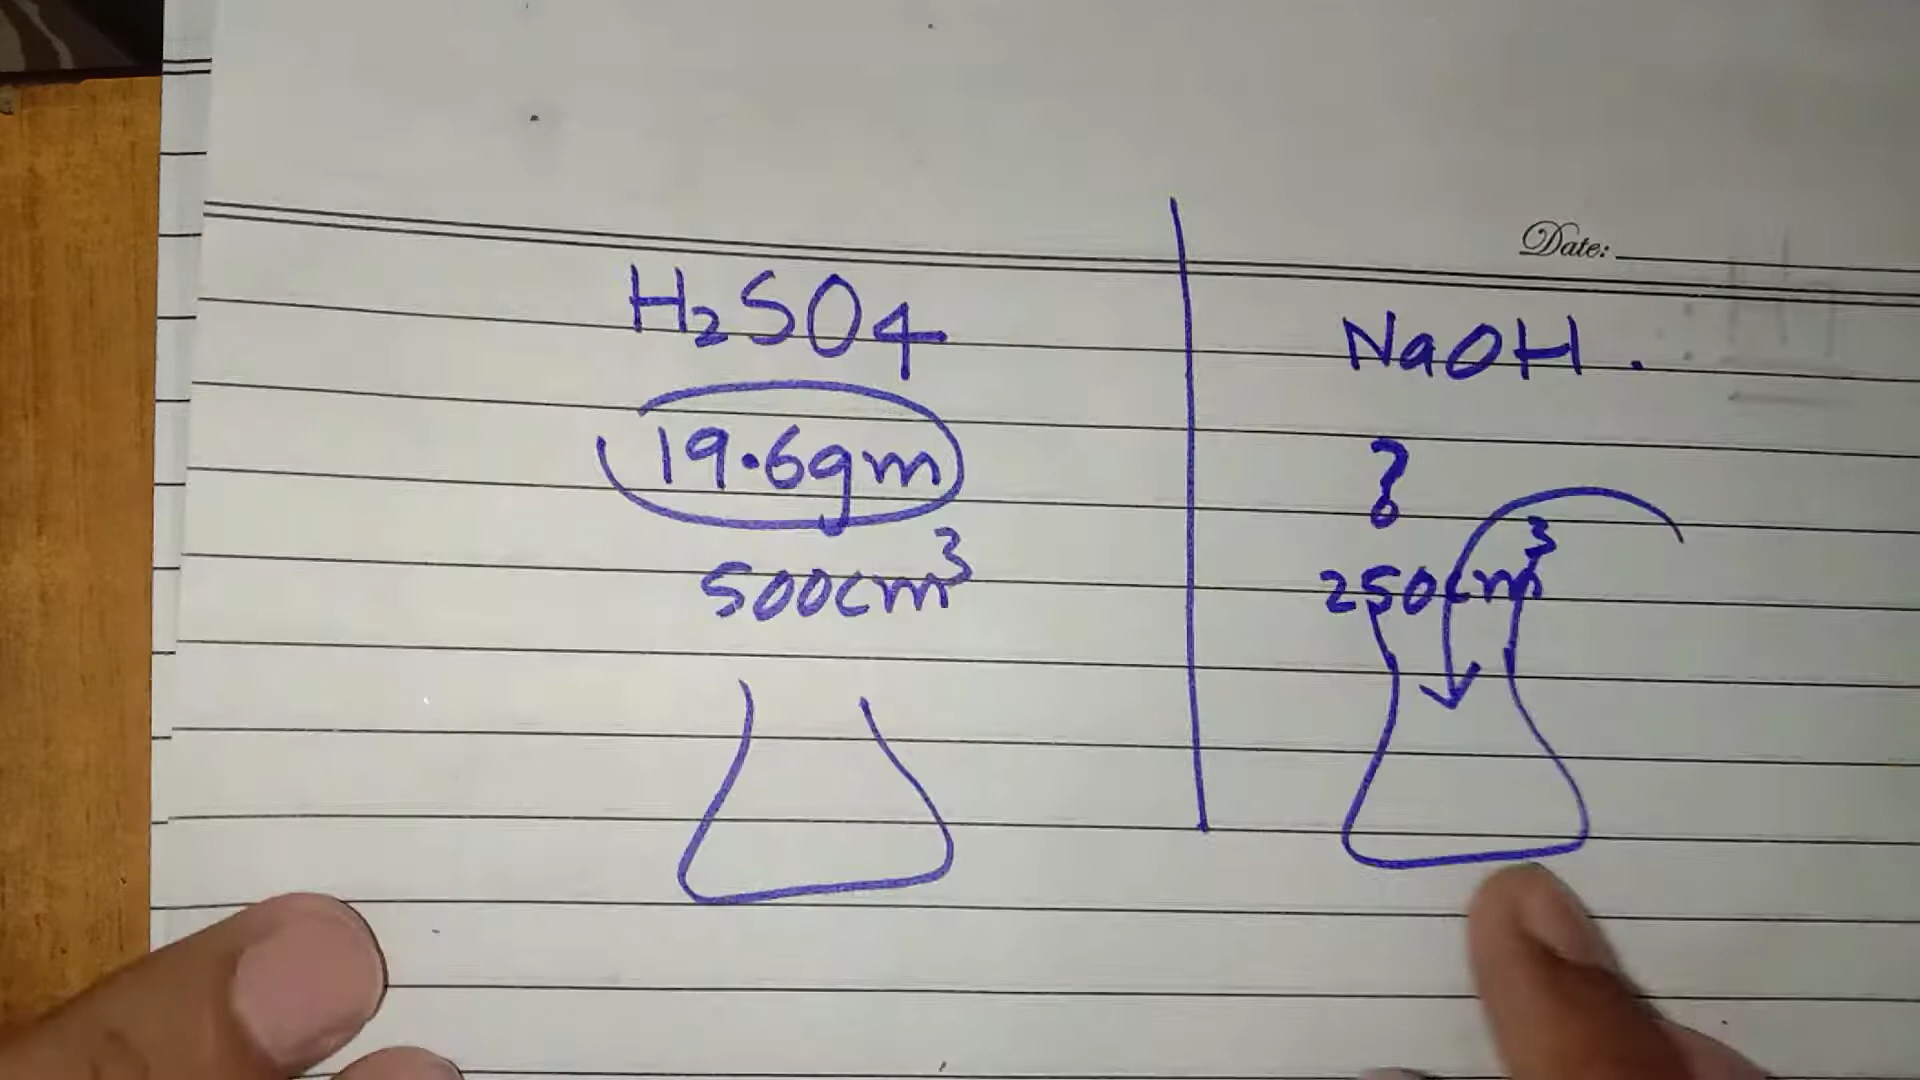 Date:
H₂SO₄
19.6gm
500cm³
NaOH.
?
250cm³